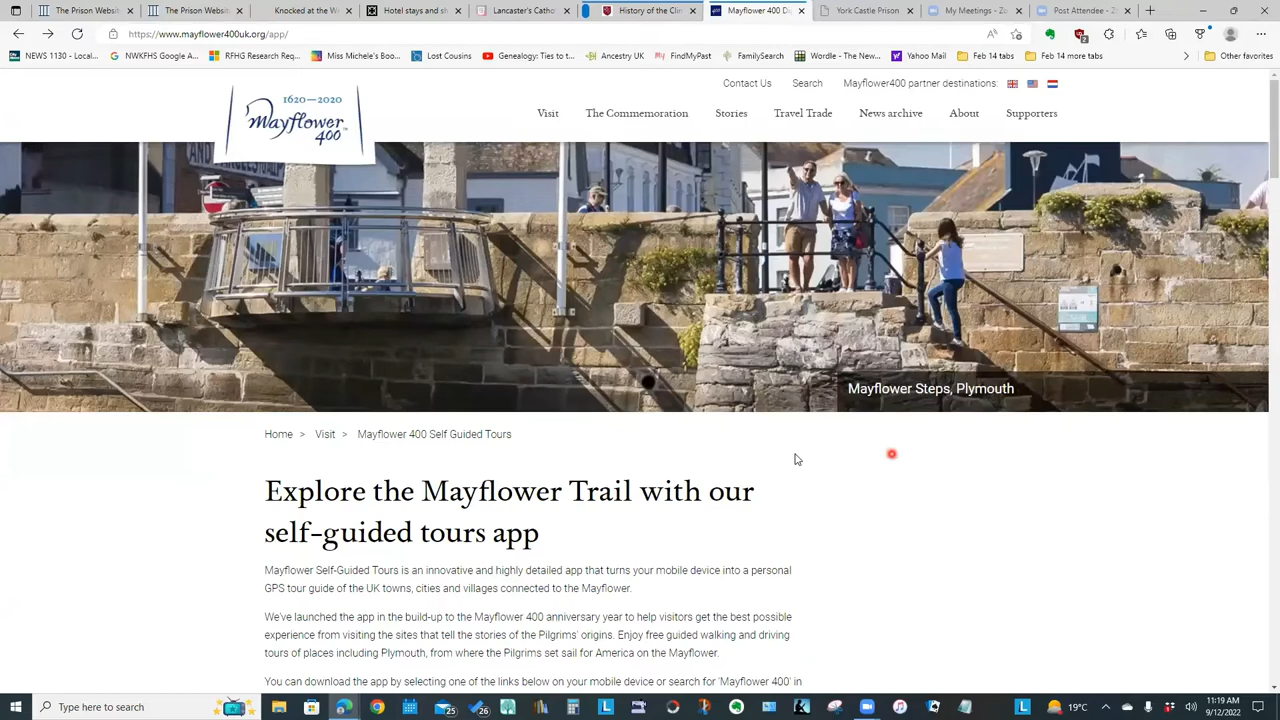 The Prison Website
The Prison Website
Knocked at the Wi
Hotel stays and sh
Lancaster's Catho
History of the Clin
Mayflower 400 Di
York Castle Prison
My Meetings - Zo
Post Attendee - Zo
https://www.mayflower400uk.org/app/
NEWS 1130 - Local...
NWKFHS Google A...
RFHG Research Req...
Miss Michele's Boo...
Lost Cousins
Genealogy: Ties to t...
Ancestry UK
FindMyPast
FamilySearch
Wordle - The New...
Yahoo Mail
Feb 14 tabs
Feb 14 more tabs
Other favorites
Contact Us
Search
Mayflower400 partner destinations:
1620—2020
Mayflower
400
Visit
The Commemoration
Stories
Travel Trade
News archive
About
Supporters
Mayflower Steps, Plymouth
Home > Visit > Mayflower 400 Self Guided Tours
Explore the Mayflower Trail with our
self-guided tours app
Mayflower Self-Guided Tours is an innovative and highly detailed app that turns your mobile device into a personal
GPS tour guide of the UK towns, cities and villages connected to the Mayflower.
We've launched the app in the build-up to the Mayflower 400 anniversary year to help visitors get the best possible
experience from visiting the sites that tell the stories of the Pilgrims' origins. Enjoy free guided walking and driving
tours of places including Plymouth, from where the Pilgrims set sail for America on the Mayflower.
You can download the app by selecting one of the links below on your mobile device or search for 'Mayflower 400' in
Type here to search
25
26
19°C
11:19 AM
9/12/2022